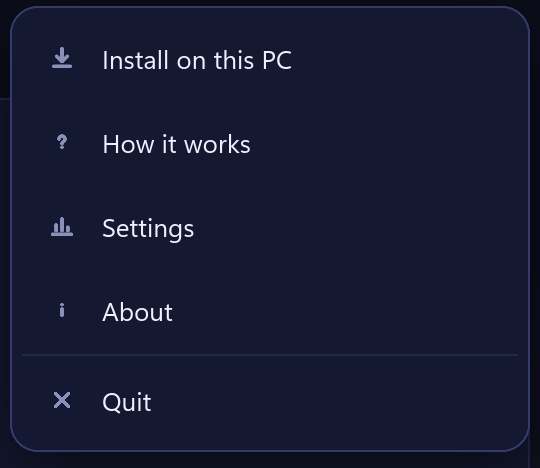 Install on this PC
How it works
Settings
About
Quit